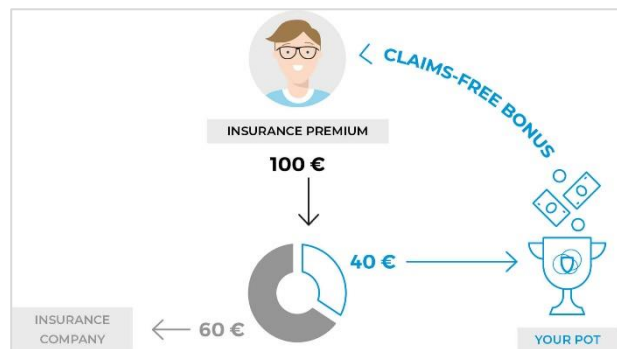 CLAIMS-FREE BONUS
INSURANCE PREMIUM
100 €
40 €
60 €
INSURANCE
COMPANY
YOUR POT